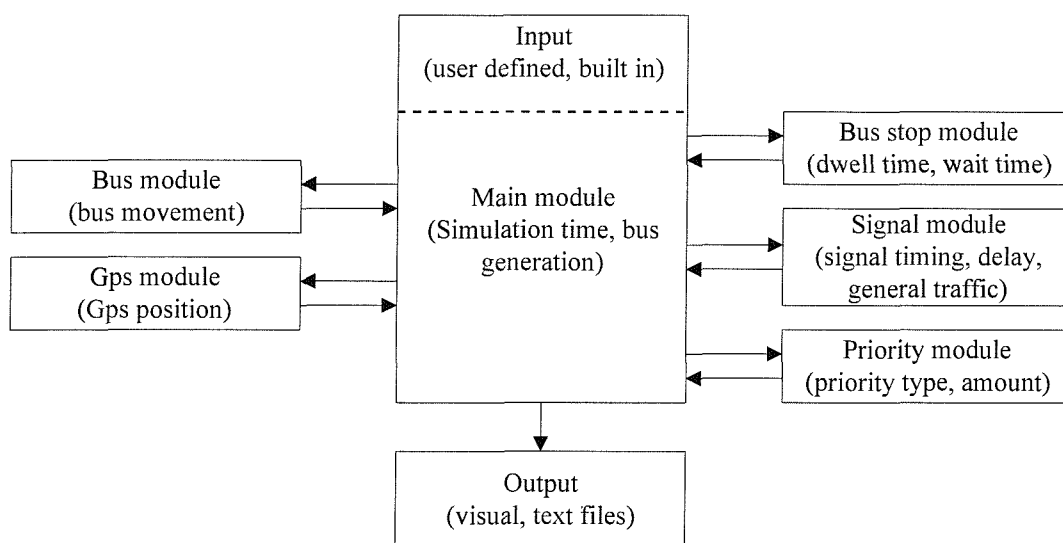 Input
(user defined, built in)
Bus stop module
(dwell time, wait time)
Bus module
(bus movement)
Main module
(Simulation time, bus
generation)
Signal module
(signal timing, delay,
general traffic)
Gps module
(Gps position)
Priority module
(priority type, amount)
Output
(visual, text files)